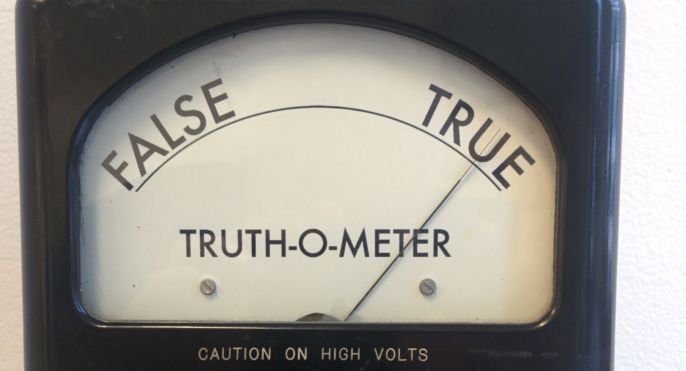 FALSE TRUE
TRUTH-O-METER
CAUTION ON HIGH VOLTS